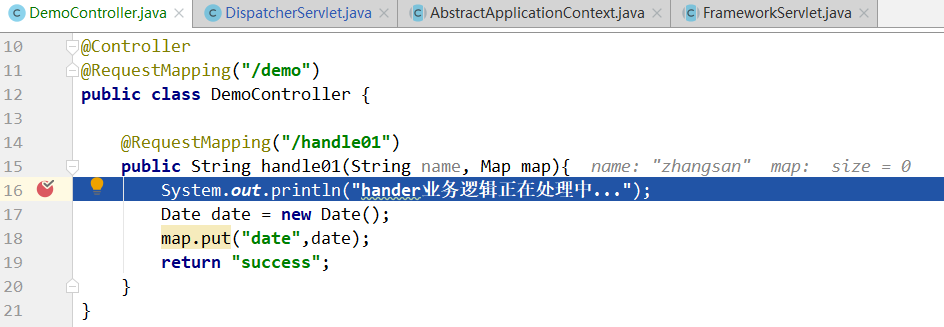 DemoController.java DispatcherServlet.java AbstractApplicationContext.java FrameworkServlet.java
10 @Controller
11 @RequestMapping("/demo")
12 public class DemoController {
13
14 @RequestMapping("/handle01")
15 public String handle01(String name, Map map){ name: "zhangsan" map: size = 0
16 System.out.println("hander业务逻辑正在处理中...");
17 Date date = new Date();
18 map.put("date",date);
19 return "success";
20 }
21 }